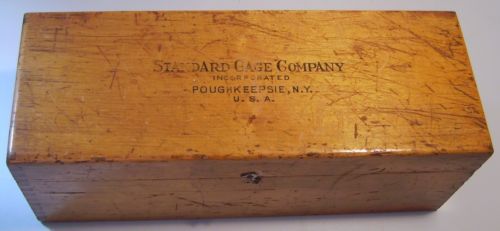 STANDARD GAGE COMPANY
INCORPORATED
POUGHKEEPSIE, N.Y.
U. S. A.